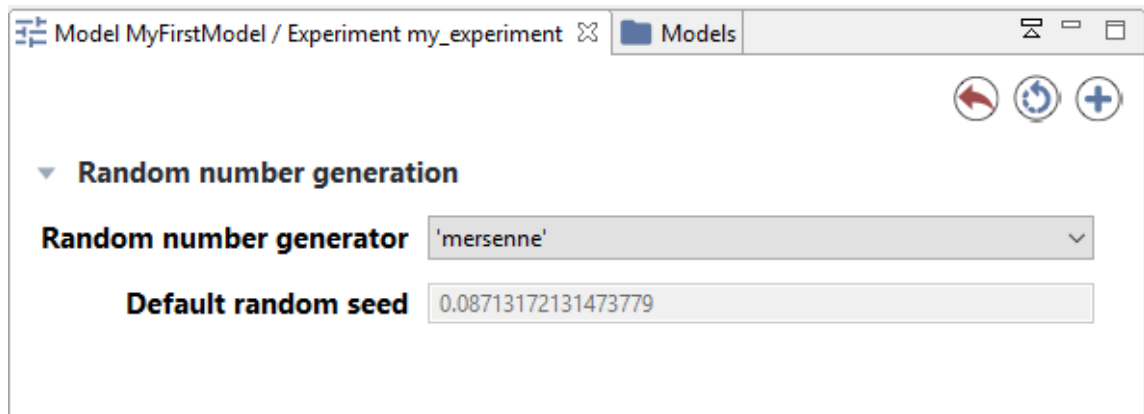 Model MyFirstModel / Experiment my_experiment Models
Random number generation
Random number generator 'mersenne'
Default random seed 0.08713172131473779